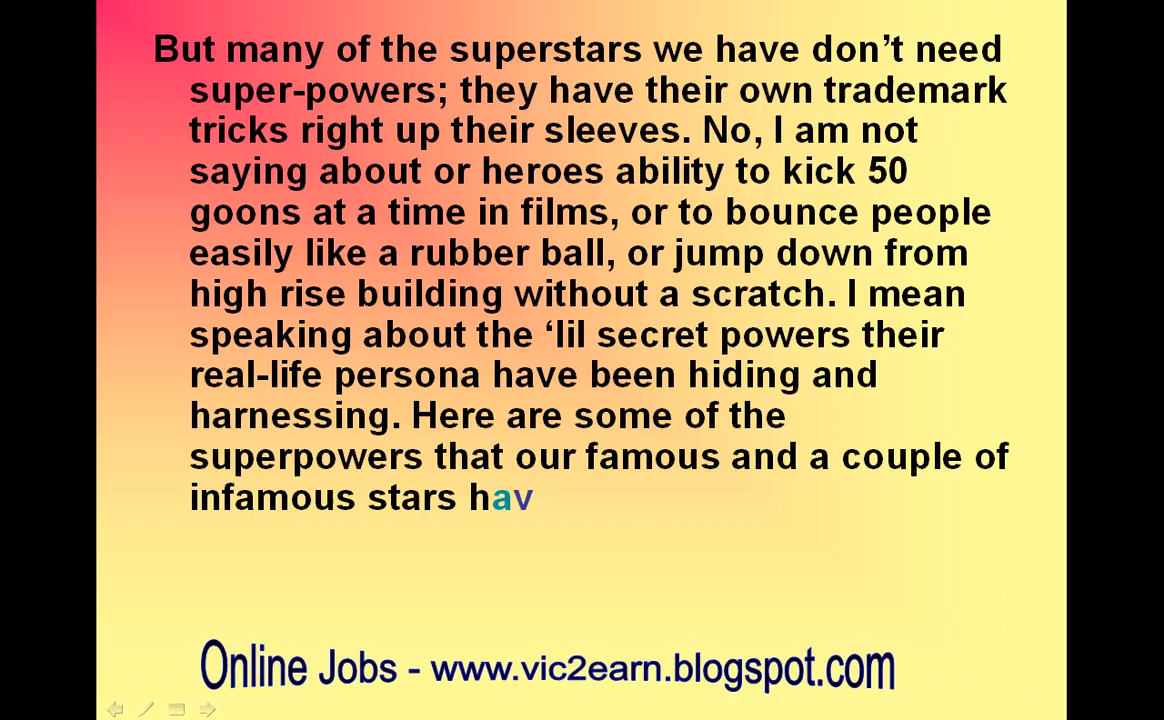 But many of the superstars we have don’t need
super-powers; they have their own trademark
tricks right up their sleeves. No, I am not
saying about or heroes ability to kick 50
goons at a time in films, or to bounce people
easily like a rubber ball, or jump down from
high rise building without a scratch. I mean
speaking about the ‘lil secret powers their
real-life persona have been hiding and
harnessing. Here are some of the
superpowers that our famous and a couple of
infamous stars hav
Online Jobs - www.vic2earn.blogspot.com